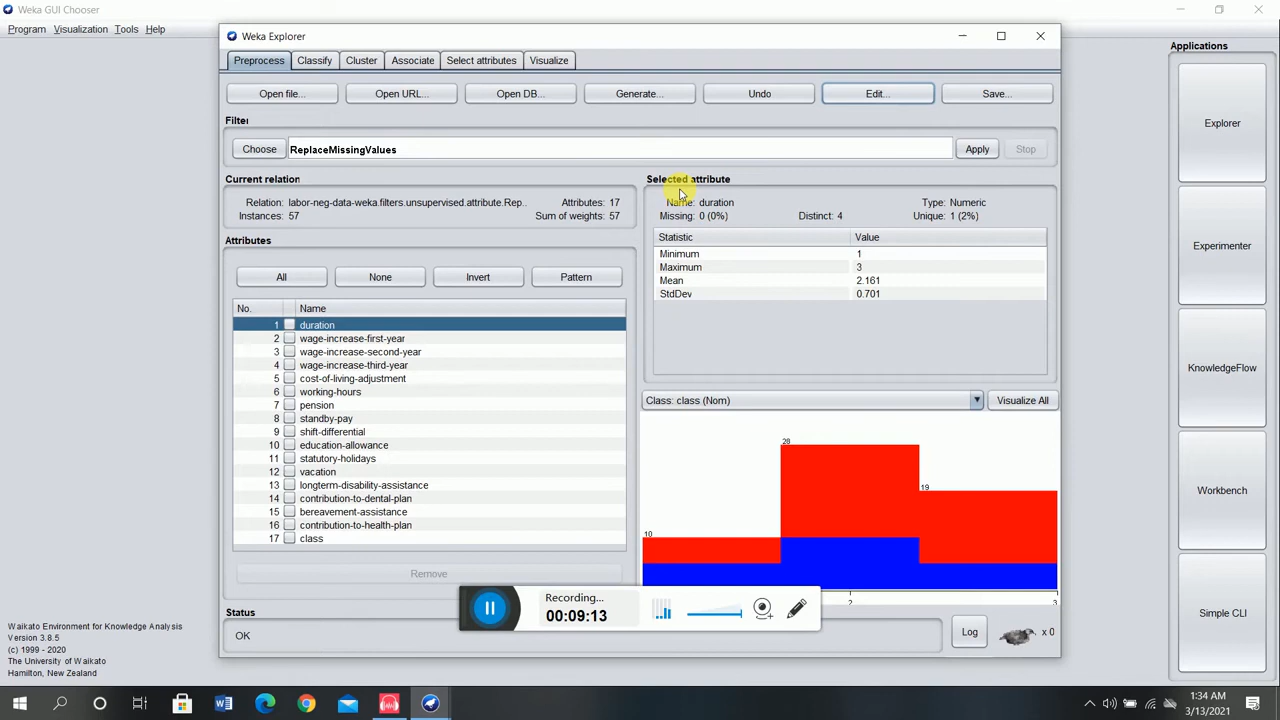 Weka GUI Chooser
Program Visualization Tools Help
Weka Explorer
Preprocess Classify Cluster Associate Select attributes Visualize
Open file... Open URL... Open DB... Generate... Undo Edit... Save...
Filter
Choose ReplaceMissingValues Apply Stop
Current relation
Relation: labor-neg-data-weka.filters.unsupervised.attribute.Rep... Attributes: 17
Instances: 57 Sum of weights: 57
Attributes
All None Invert Pattern
No. Name
1 duration
2 wage-increase-first-year
3 wage-increase-second-year
4 wage-increase-third-year
5 cost-of-living-adjustment
6 working-hours
7 pension
8 standby-pay
9 shift-differential
10 education-allowance
11 statutory-holidays
12 vacation
13 longterm-disability-assistance
14 contribution-to-dental-plan
15 bereavement-assistance
16 contribution-to-health-plan
17 class
Remove
Selected attribute
Name: duration Type: Numeric
Missing: 0 (0%) Distinct: 4 Unique: 1 (2%)
Statistic Value
Minimum 1
Maximum 3
Mean 2.161
StdDev 0.701
Class: class (Nom) Visualize All
28
19
10
2 3
Recording...
00:09:13
Status
OK
Log x 0
Applications
Explorer
Experimenter
KnowledgeFlow
Workbench
Simple CLI
Waikato Environment for Knowledge Analysis
Version 3.8.5
(c) 1999 - 2020
The University of Waikato
Hamilton, New Zealand
1:34 AM
3/13/2021